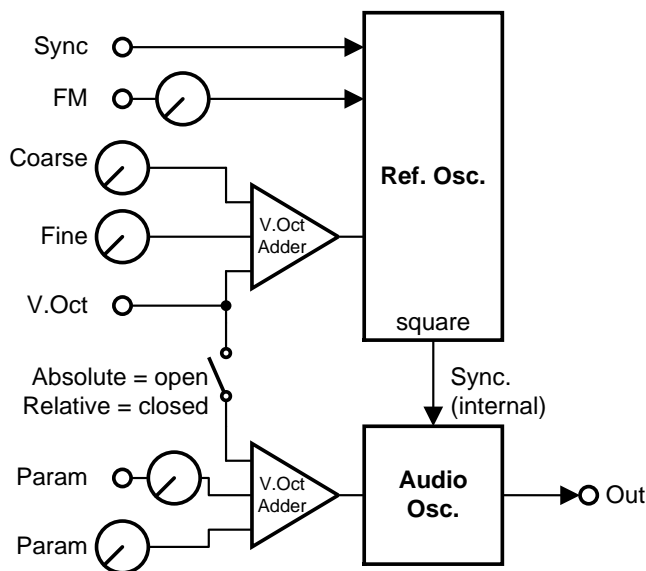 Sync
FM
Coarse
Ref. Osc.
V.Oct
Adder
Fine
V.Oct
square
Absolute = open
Relative = closed
Sync.
(internal)
Param
V.Oct
Adder
Audio
Osc.
Out
Param